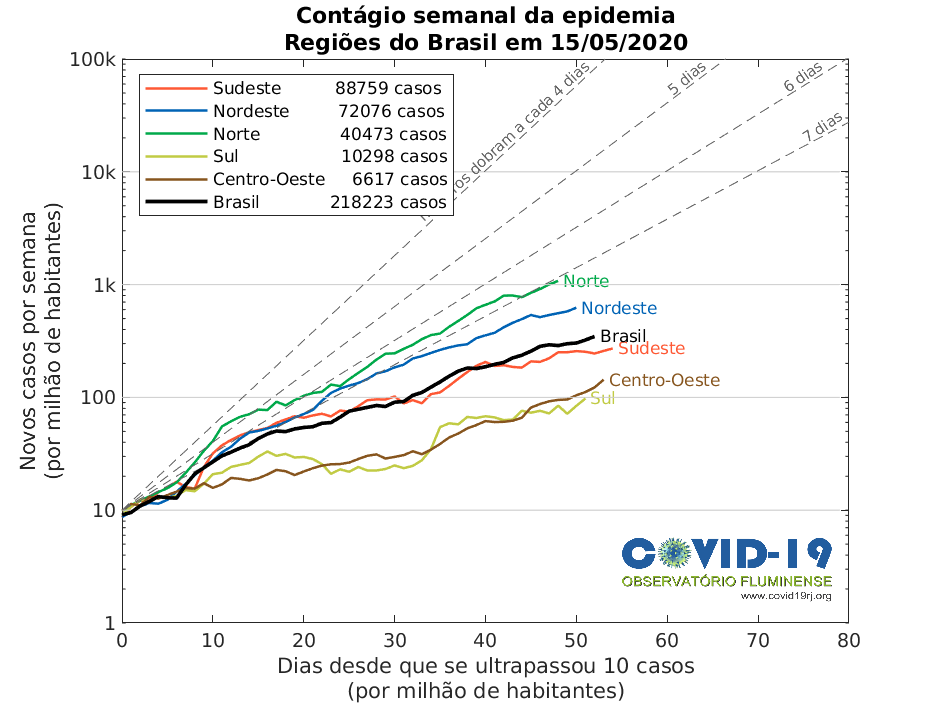 Contágio semanal da epidemia
Regiões do Brasil em 15/05/2020
Novos casos por semana
(por milhão de habitantes)
100k
10k
1k
100
10
1
Sudeste 88759 casos
Nordeste 72076 casos
Norte 40473 casos
Sul 10298 casos
Centro-Oeste 6617 casos
Brasil 218223 casos
dobram a cada 4 dias
5 dias
6 dias
7 dias
Norte
Nordeste
Brasil
Sudeste
Centro-Oeste
Sul
COVID-19
OBSERVATÓRIO FLUMINENSE
www.covid19rj.org
0 10 20 30 40 50 60 70 80
Dias desde que se ultrapassou 10 casos
(por milhão de habitantes)